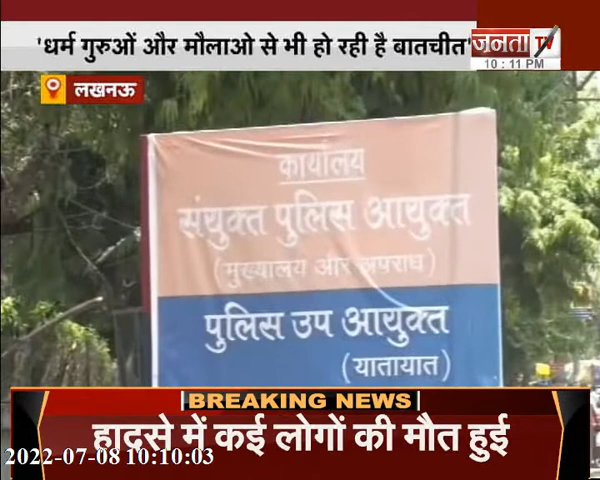 'धर्म गुरुओं और मौलाओ से भी हो रही है बातचीत'
जनता TV
10:11 PM
लखनऊ
कार्यालय
संयुक्त पुलिस आयुक्त
(मुख्यालय और अपराध)
पुलिस उप आयुक्त
(यातायात)
BREAKING NEWS
हादसे में कई लोगों की मौत हुई
2022-07-08 10:10:03